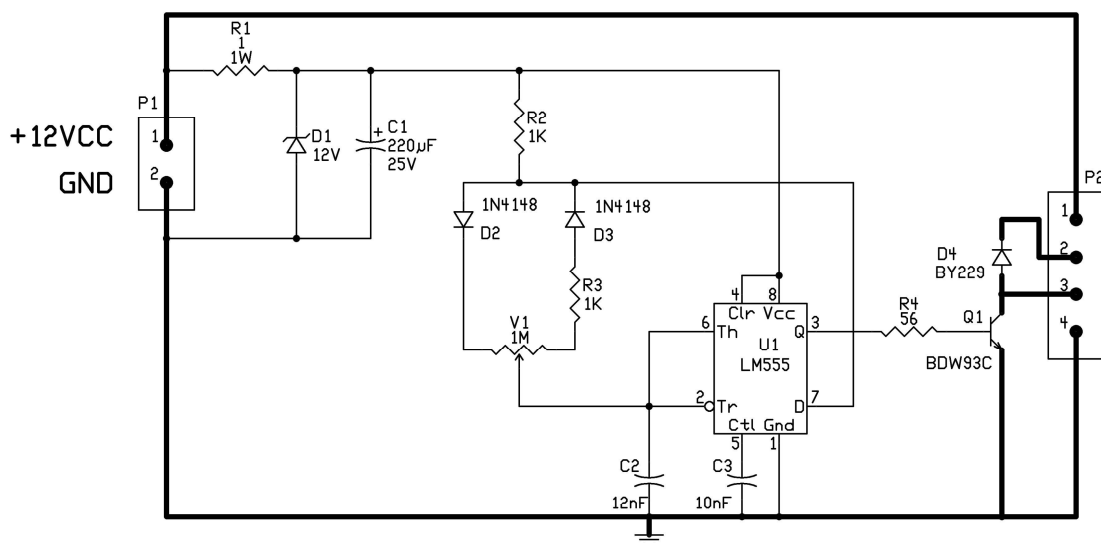 R1
1
1W
P1
+12VCC
1
GND
2
D1
12V
+
C1
220µF
25V
R2
1K
1N4148
D2
1N4148
D3
R3
1K
V1
1M
4
8
Clr
Vcc
6
Th
Q
3
U1
LM555
2
Tr
D
7
Ctl
Gnd
5
1
C2
12nF
C3
10nF
R4
56
Q1
BDW93C
D4
BY229
P2
1
2
3
4